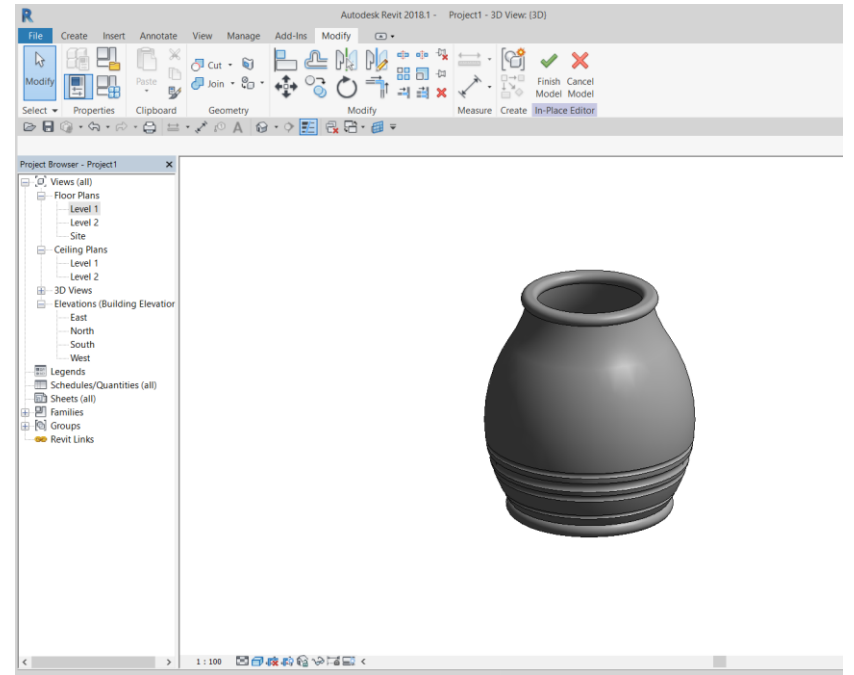 Autodesk Revit 2018.1 - Project1 - 3D View: {3D}
File Create Insert Annotate View Manage Add-Ins Modify
Modify Paste Cut Join Finish Model Cancel Model
Select Properties Clipboard Geometry Modify Measure Create In-Place Editor
Project Browser - Project1
Views (all)
Floor Plans
Level 1
Level 2
Site
Ceiling Plans
Level 1
Level 2
3D Views
Elevations (Building Elevation
East
North
South
West
Legends
Schedules/Quantities (all)
Sheets (all)
Families
Groups
Revit Links
1 : 100